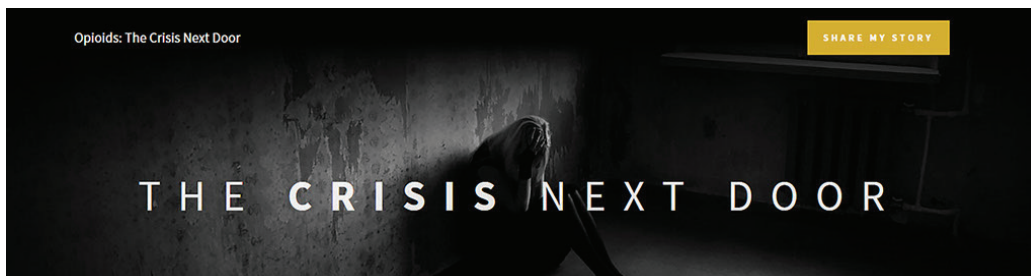 Opioids: The Crisis Next Door
SHARE MY STORY
THE CRISIS NEXT DOOR